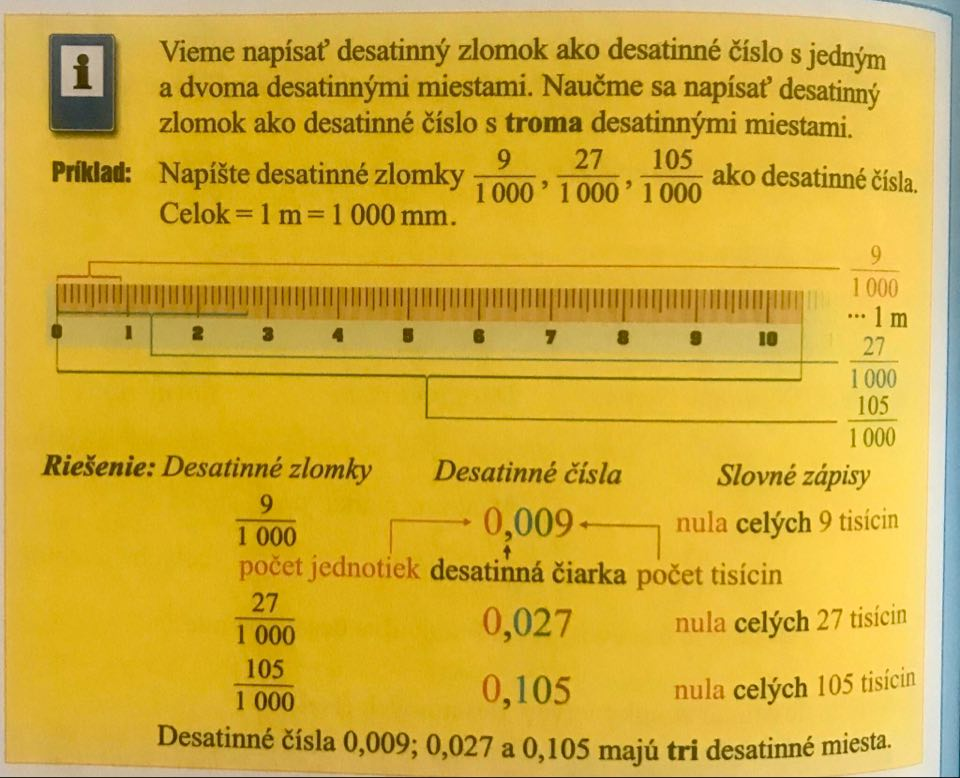 i
Vieme napísať desatinný zlomok ako desatinné číslo s jedným
a dvoma desatinnými miestami. Naučme sa napísať desatinný
zlomok ako desatinné číslo s troma desatinnými miestami.
Príklad: Napíšte desatinné zlomky 9/1 000, 27/1 000, 105/1 000 ako desatinné čísla.
Celok = 1 m = 1 000 mm.
9/1 000
0 1 2 3 4 5 6 7 8 9 10 ··· 1 m
27/1 000
105/1 000
Riešenie: Desatinné zlomky Desatinné čísla Slovné zápisy
9/1 000 0,009 nula celých 9 tisícin
počet jednotiek desatinná čiarka počet tisícin
27/1 000 0,027 nula celých 27 tisícin
105/1 000 0,105 nula celých 105 tisícin
Desatinné čísla 0,009; 0,027 a 0,105 majú tri desatinné miesta.